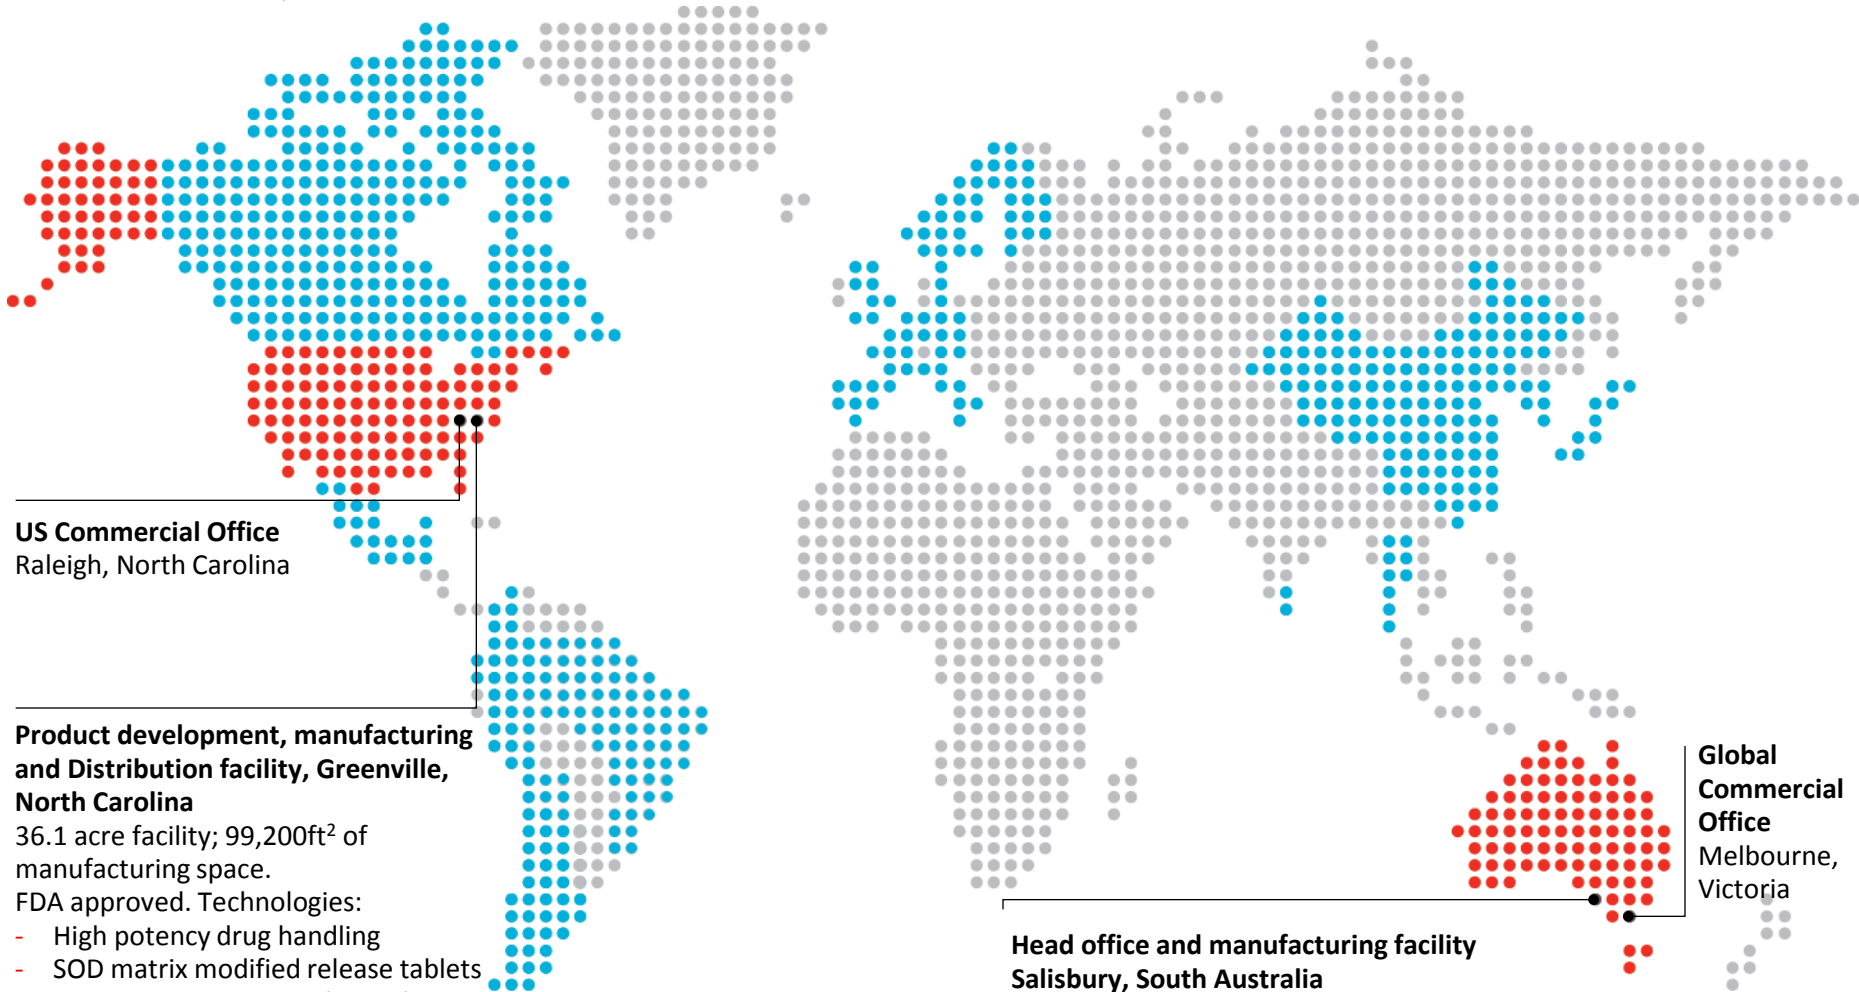 US Commercial Office
Raleigh, North Carolina
Product development, manufacturing
and Distribution facility, Greenville,
North Carolina
36.1 acre facility; 99,200ft² of
manufacturing space.
FDA approved. Technologies:
- High potency drug handling
- SOD matrix modified release tablets
Head office and manufacturing facility
Salisbury, South Australia
Global
Commercial
Office
Melbourne,
Victoria